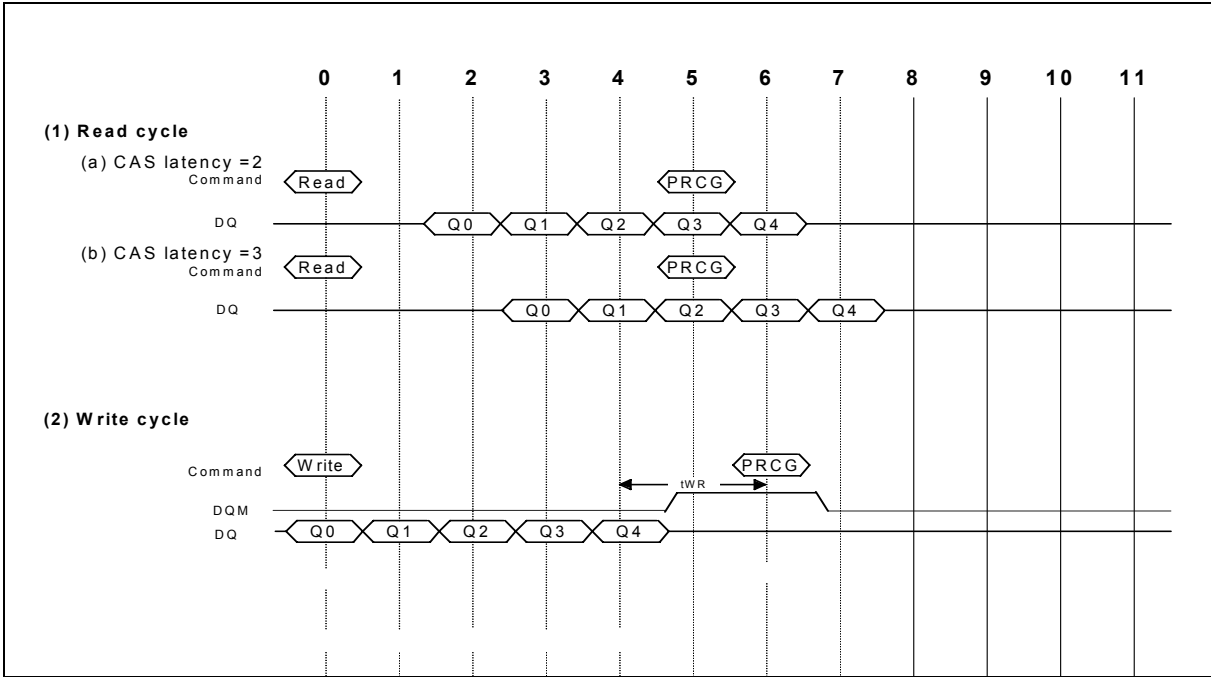 0 1 2 3 4 5 6 7 8 9 10 11
(1) Read cycle
(a) CAS latency =2
Command Read PRCG
DQ Q0 Q1 Q2 Q3 Q4
(b) CAS latency =3
Command Read PRCG
DQ Q0 Q1 Q2 Q3 Q4
(2) Write cycle
Command Write PRCG
tWR
DQM
DQ Q0 Q1 Q2 Q3 Q4